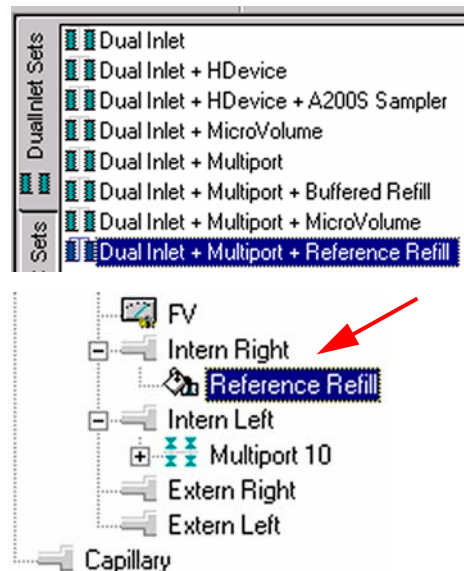 DualInlet Sets
Dual Inlet
Dual Inlet + HDevice
Dual Inlet + HDevice + A200S Sampler
Dual Inlet + MicroVolume
Dual Inlet + Multiport
Dual Inlet + Multiport + Buffered Refill
Dual Inlet + Multiport + MicroVolume
Sets
Dual Inlet + Multiport + Reference Refill
FV
Intern Right
Reference Refill
Intern Left
Multiport 10
Extern Right
Extern Left
Capillary